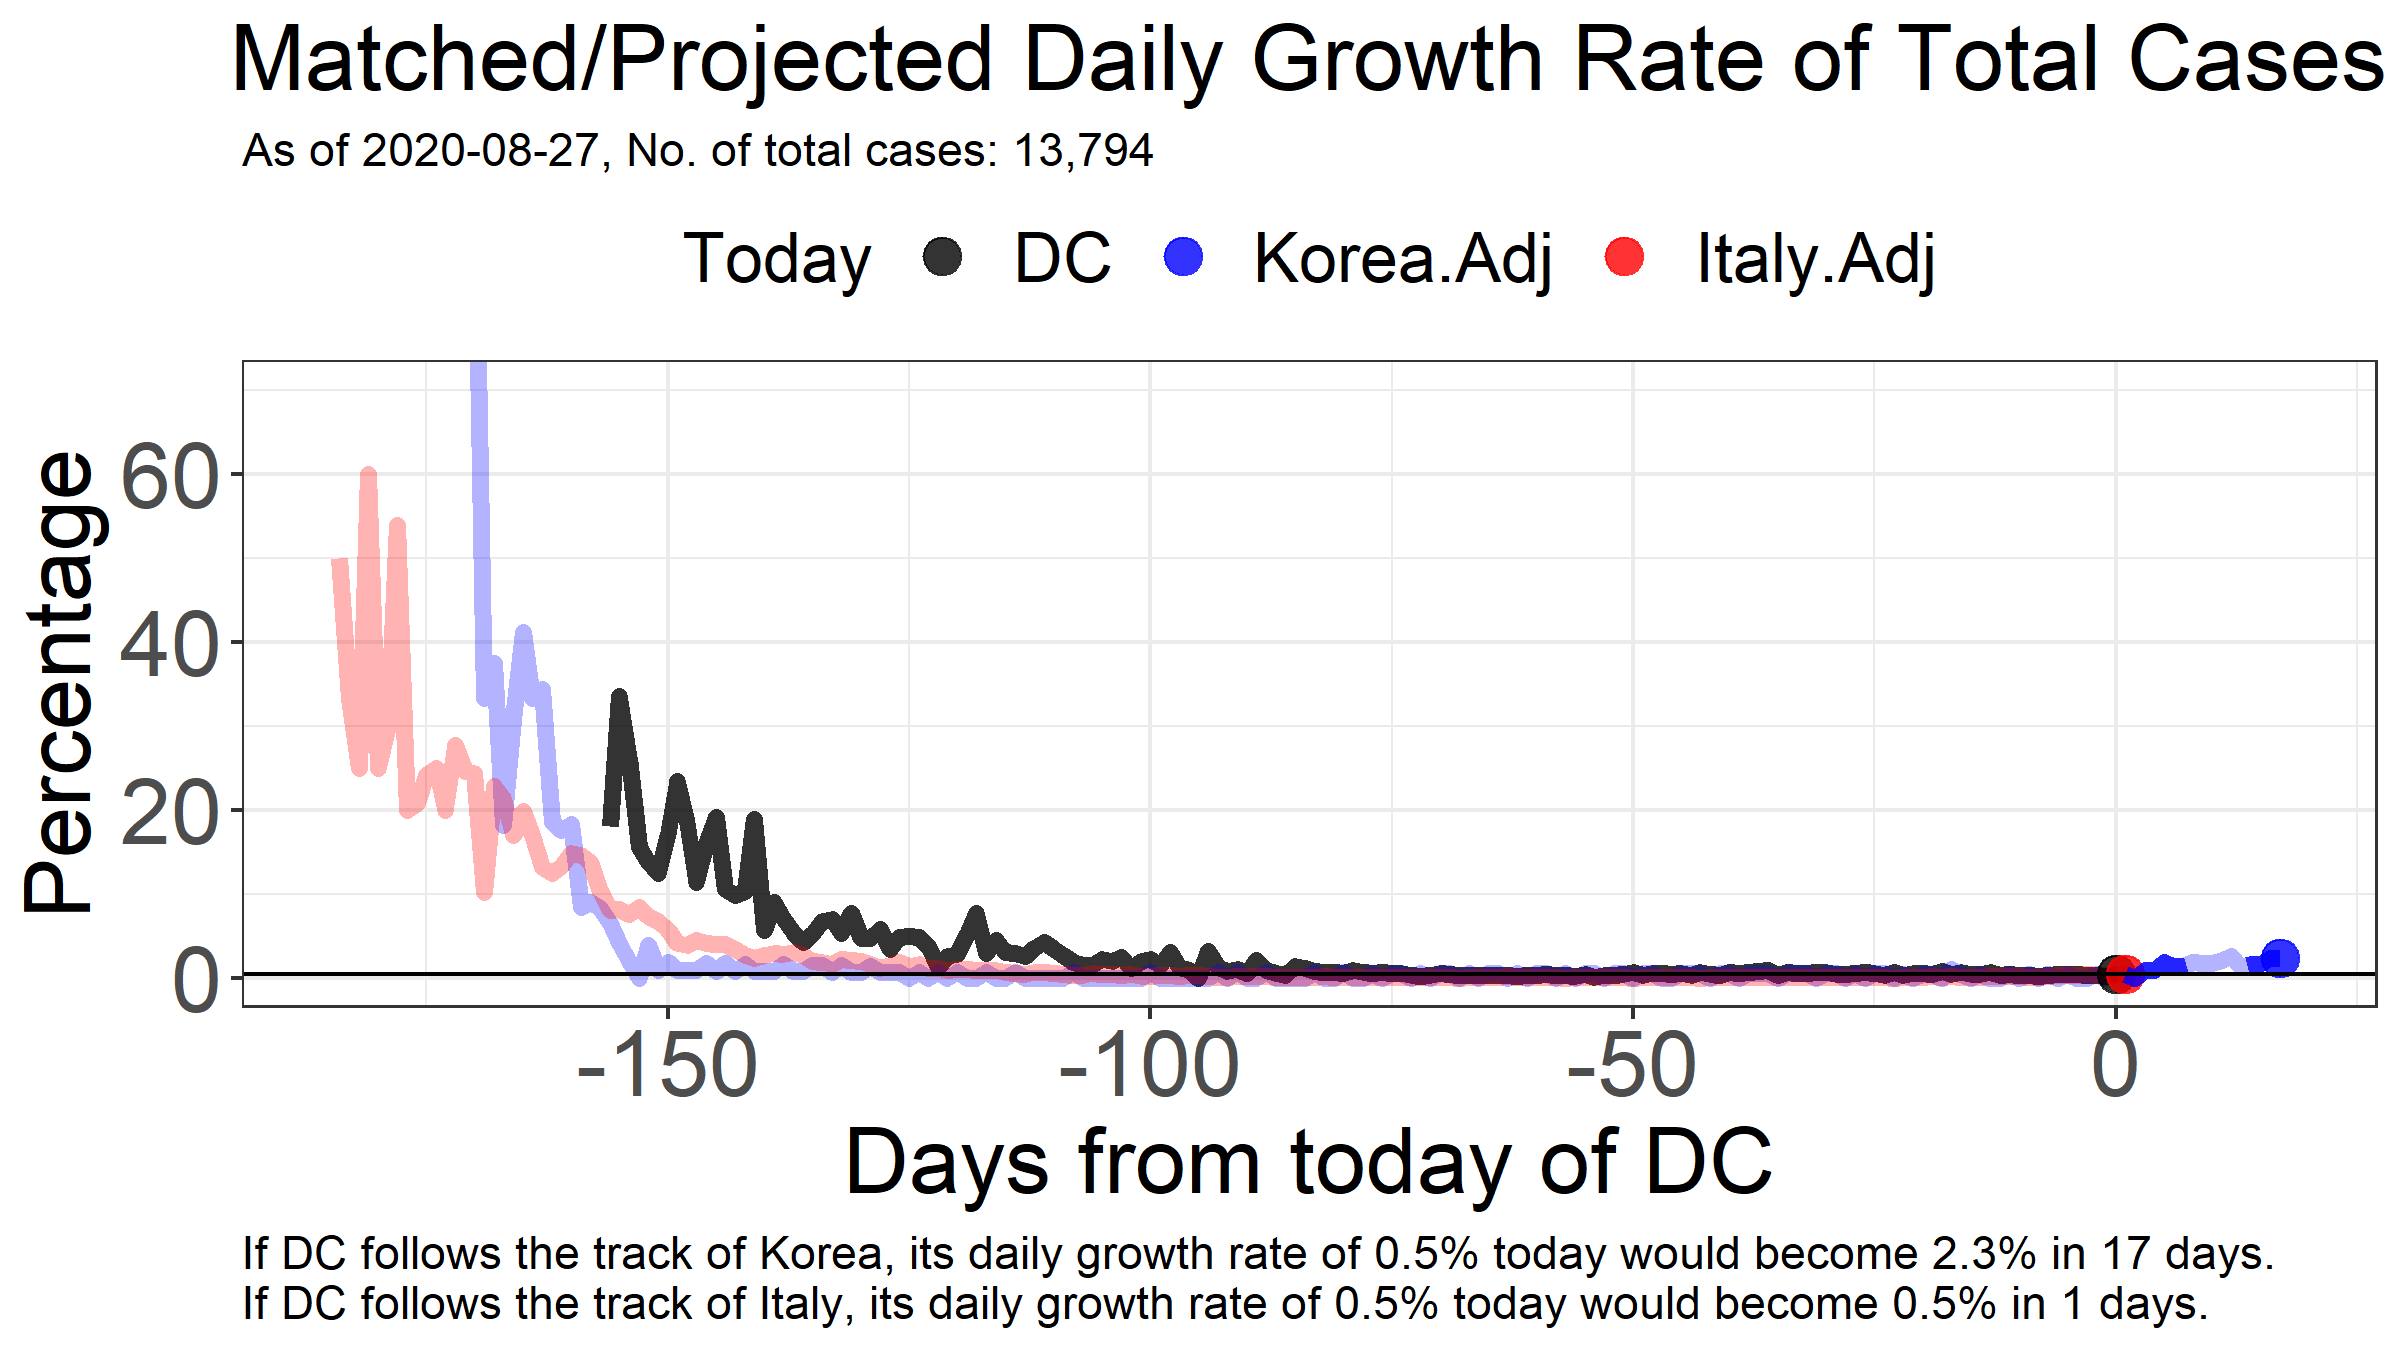 Matched/Projected Daily Growth Rate of Total Cases
As of 2020-08-27, No. of total cases: 13,794
Today DC Korea.Adj Italy.Adj
Percentage
60
40
20
0
-150 -100 -50 0
Days from today of DC
If DC follows the track of Korea, its daily growth rate of 0.5% today would become 2.3% in 17 days.
If DC follows the track of Italy, its daily growth rate of 0.5% today would become 0.5% in 1 days.